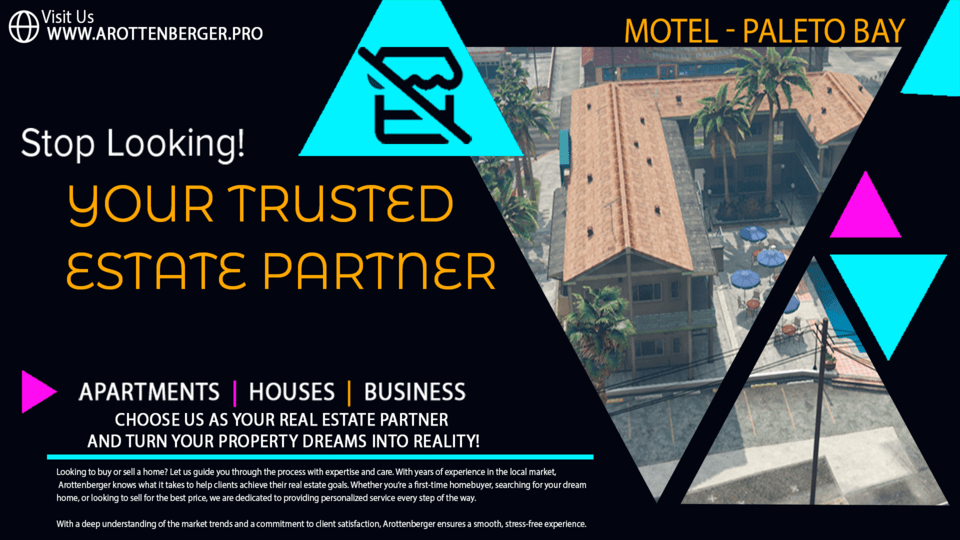 Visit Us
WWW.AROTTENBERGER.PRO
MOTEL - PALETO BAY
Stop Looking!
YOUR TRUSTED
ESTATE PARTNER
APARTMENTS | HOUSES | BUSINESS
CHOOSE US AS YOUR REAL ESTATE PARTNER
AND TURN YOUR PROPERTY DREAMS INTO REALITY!
Looking to buy or sell a home? Let us guide you through the process with expertise and care. With years of experience in the local market,
Arottenberger knows what it takes to help clients achieve their real estate goals. Whether you're a first-time homebuyer, searching for your dream
home, or looking to sell for the best price, we are dedicated to providing personalized service every step of the way.
With a deep understanding of the market trends and a commitment to client satisfaction, Arottenberger ensures a smooth, stress-free experience.